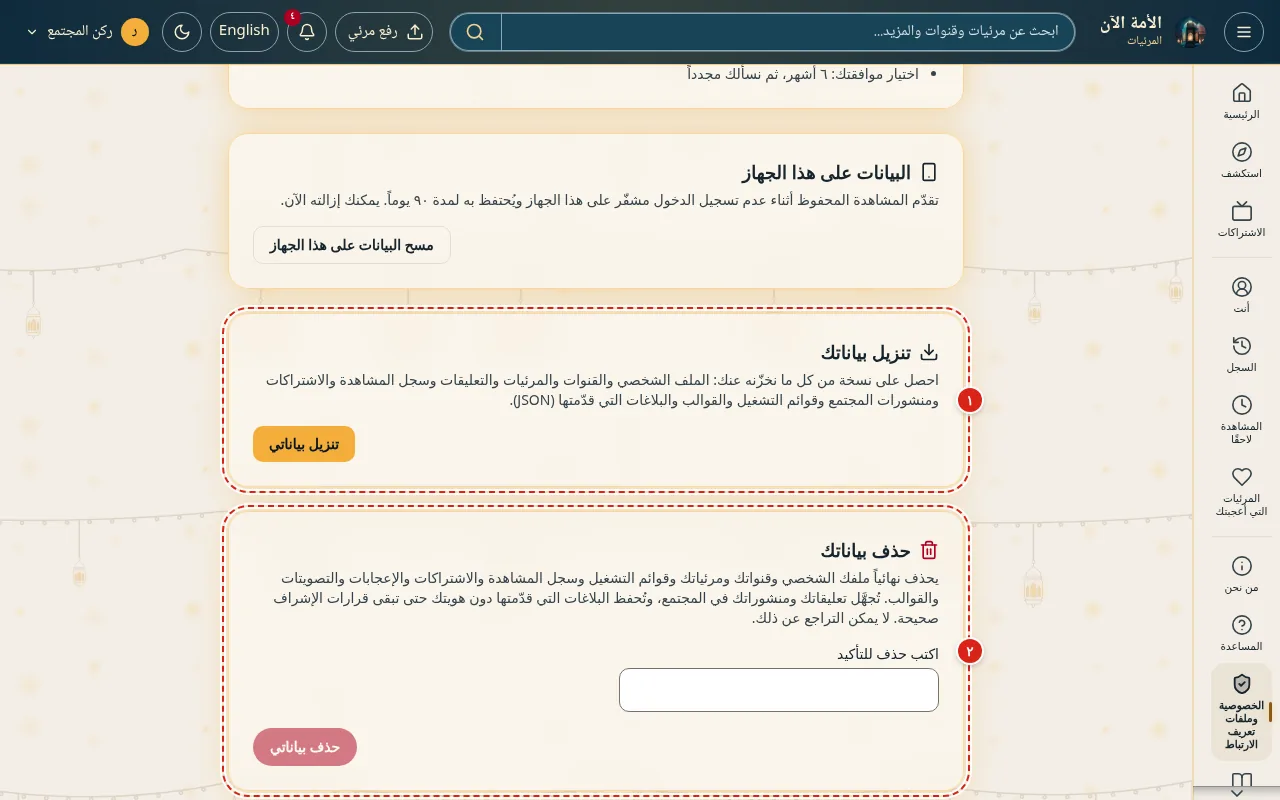 الأمة الآن
المرئيات
ابحث عن مرئيات وقنوات والمزيد...
رفع مرئي
٤
English
ر
ركن المجتمع
الرئيسية
استكشف
الاشتراكات
أنت
السجل
المشاهدة
لاحقًا
المرئيات
التي أعجبتك
من نحن
المساعدة
الخصوصية
وملفات
تعريف
الارتباط
اختيار موافقتك: ٦ أشهر، ثم نسألك مجدداً
البيانات على هذا الجهاز
تقدّم المشاهدة المحفوظ أثناء عدم تسجيل الدخول مشفّر على هذا الجهاز ويُحتفظ به لمدة ٩٠ يوماً. يمكنك إزالته الآن.
مسح البيانات على هذا الجهاز
تنزيل بياناتك
احصل على نسخة من كل ما نخزّنه عنك: الملف الشخصي والقنوات والمرئيات والتعليقات وسجل المشاهدة والاشتراكات
ومنشورات المجتمع وقوائم التشغيل والقوالب والبلاغات التي قدّمتها (JSON).
تنزيل بياناتي
١
حذف بياناتك
يحذف نهائياً ملفك الشخصي وقنواتك ومرئياتك وقوائم التشغيل وسجل المشاهدة والاشتراكات والإعجابات والتصويتات
والقوالب. تُجهَّل تعليقاتك ومنشوراتك في المجتمع، وتُحفظ البلاغات التي قدّمتها دون هويتك حتى تبقى قرارات الإشراف
صحيحة. لا يمكن التراجع عن ذلك.
اكتب حذف للتأكيد
٢
حذف بياناتي